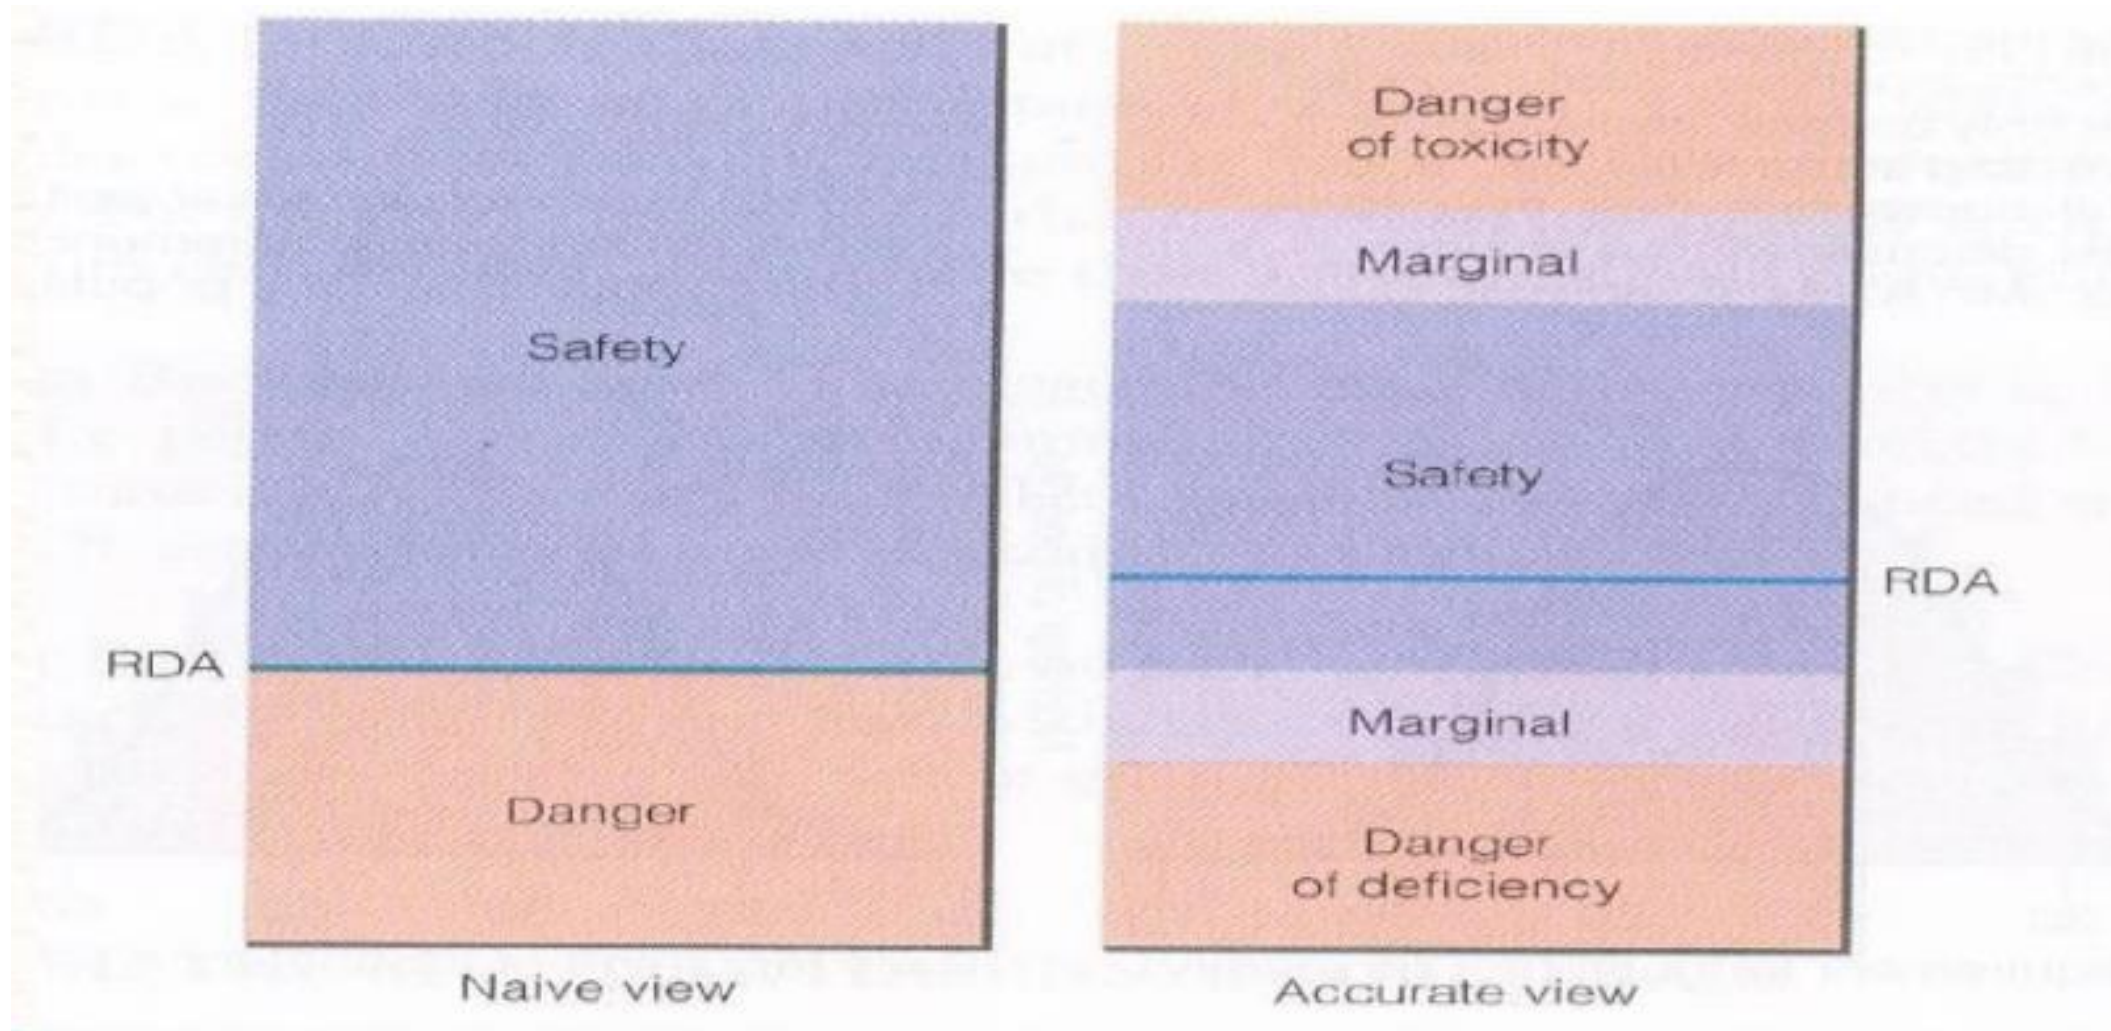 Safety
RDA
Danger
Naive view
Danger
of toxicity
Marginal
Safety
RDA
Marginal
Danger
of deficiency
Accurate view